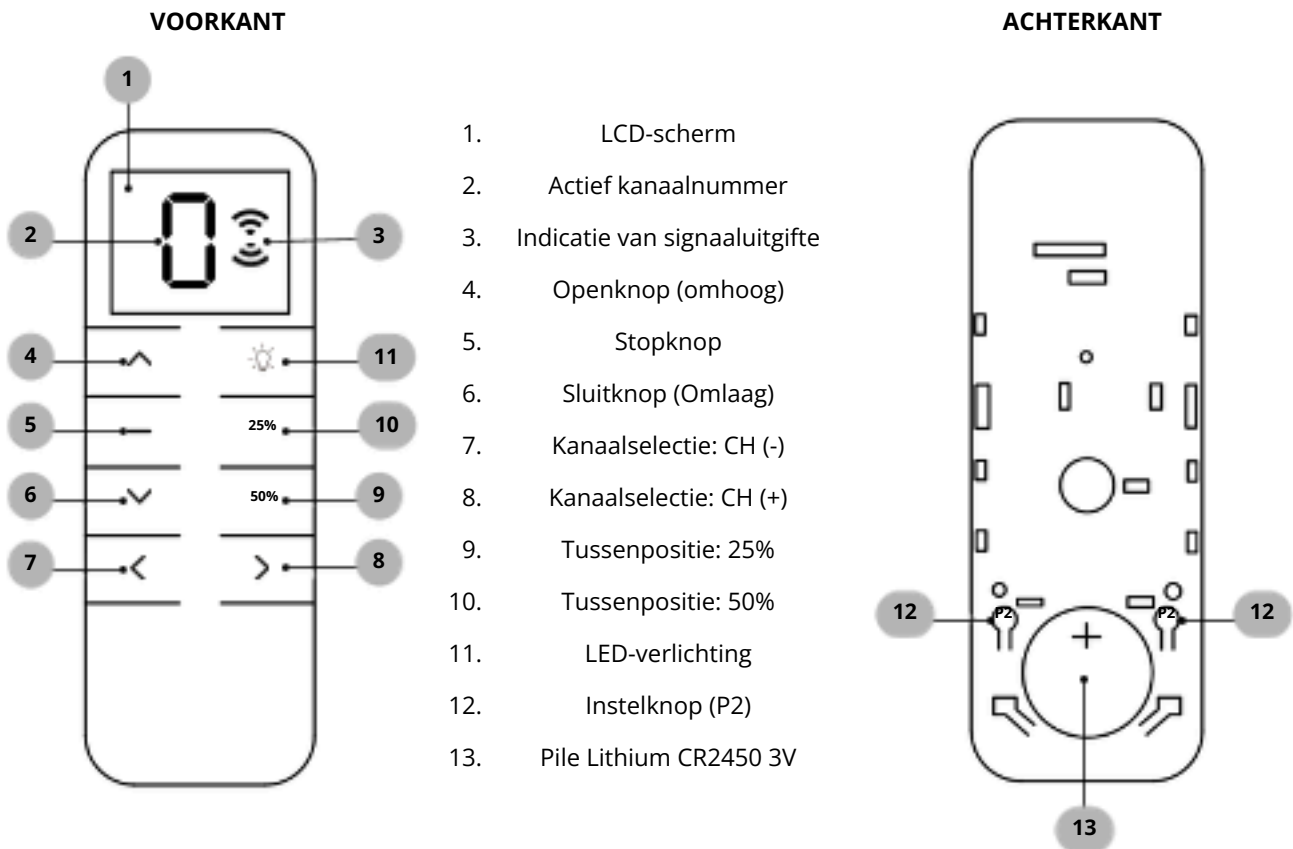 VOORKANT
ACHTERKANT
1
2
3
4
11
5
25%
10
6
50%
9
7
8
1. LCD-scherm
2. Actief kanaalnummer
3. Indicatie van signaaluitgifte
4. Openknop (omhoog)
5. Stopknop
6. Sluitknop (Omlaag)
7. Kanaalselectie: CH (-)
8. Kanaalselectie: CH (+)
9. Tussenpositie: 25%
10. Tussenpositie: 50%
11. LED-verlichting
12. Instelknop (P2)
13. Pile Lithium CR2450 3V
12
P2
P2
12
+
13
0